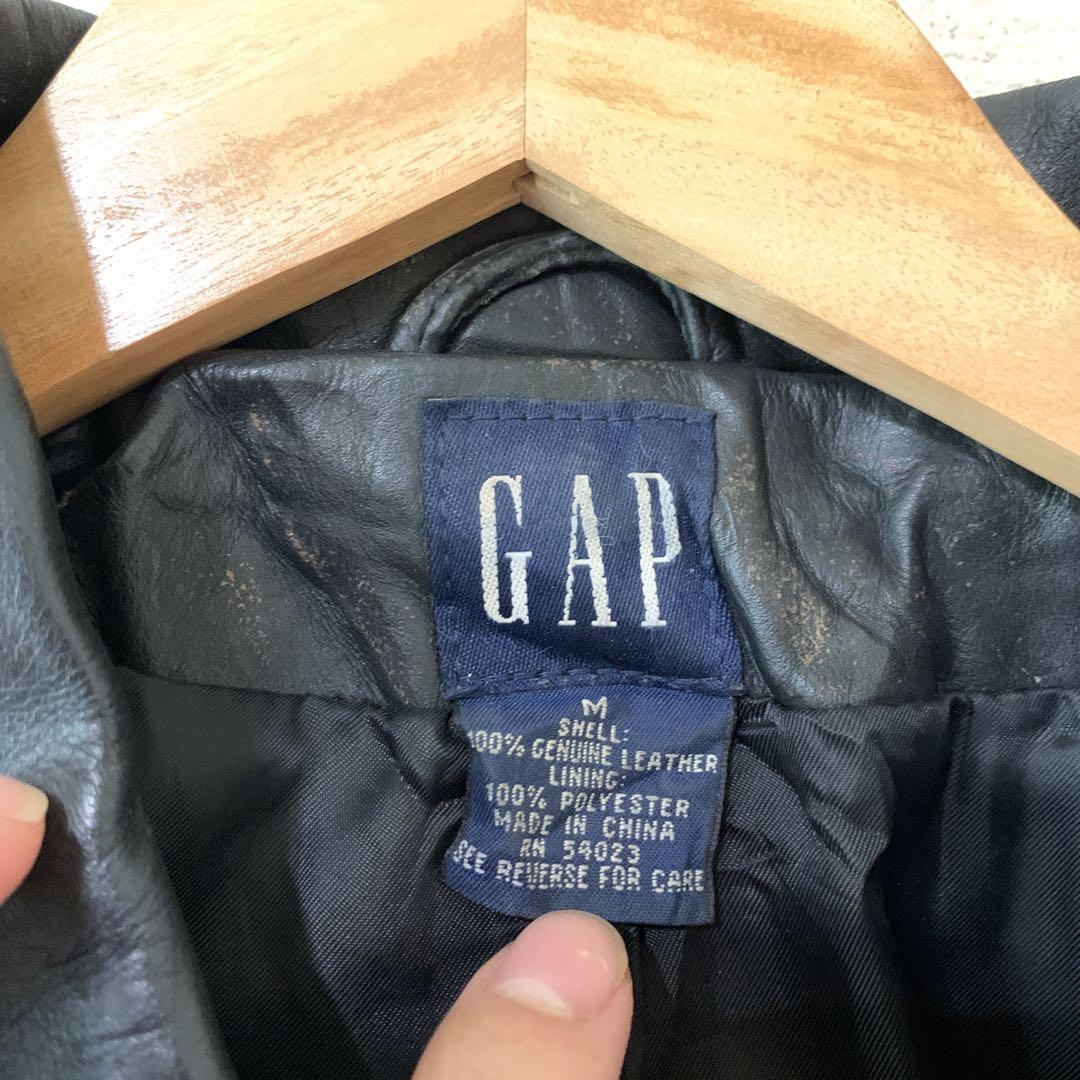 GAP
M
SHELL:
100% GENUINE LEATHER
LINING:
100% POLYESTER
MADE IN CHINA
RN 54023
SEE REVERSE FOR CARE